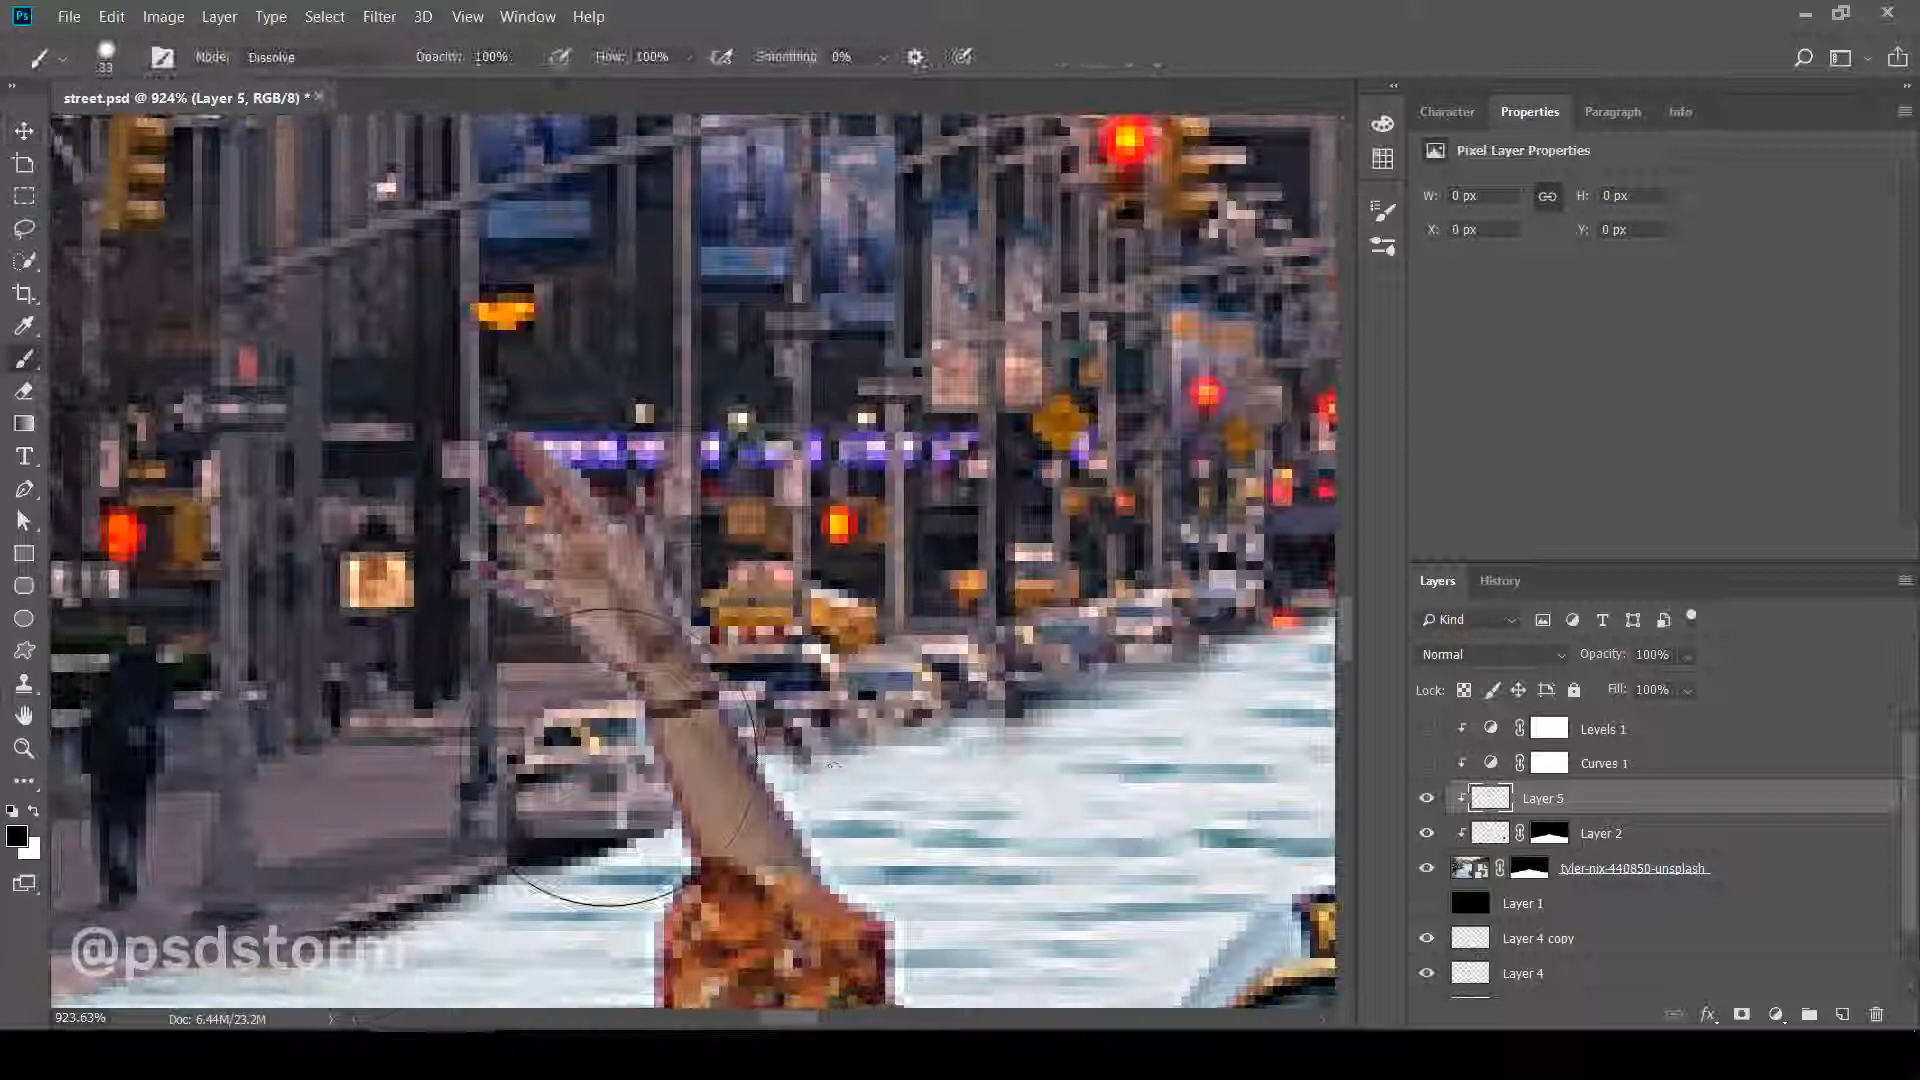 Ps File Edit Image Layer Type Select Filter 3D View Window Help
33 Mode: Dissolve Opacity: 100% Flow: 100% Smoothing 0%
street.psd @ 924% (Layer 5, RGB/8) *
Character Properties Paragraph Info
Pixel Layer Properties
W: 0 px H: 0 px
X: 0 px Y: 0 px
Layers History
Kind
Normal Opacity: 100%
Lock: Fill: 100%
Levels 1
Curves 1
Layer 5
Layer 2
tyler-nix-440850-unsplash
Layer 1
Layer 4 copy
Layer 4
@psdstorm
923.63% Doc: 6.44M/23.2M